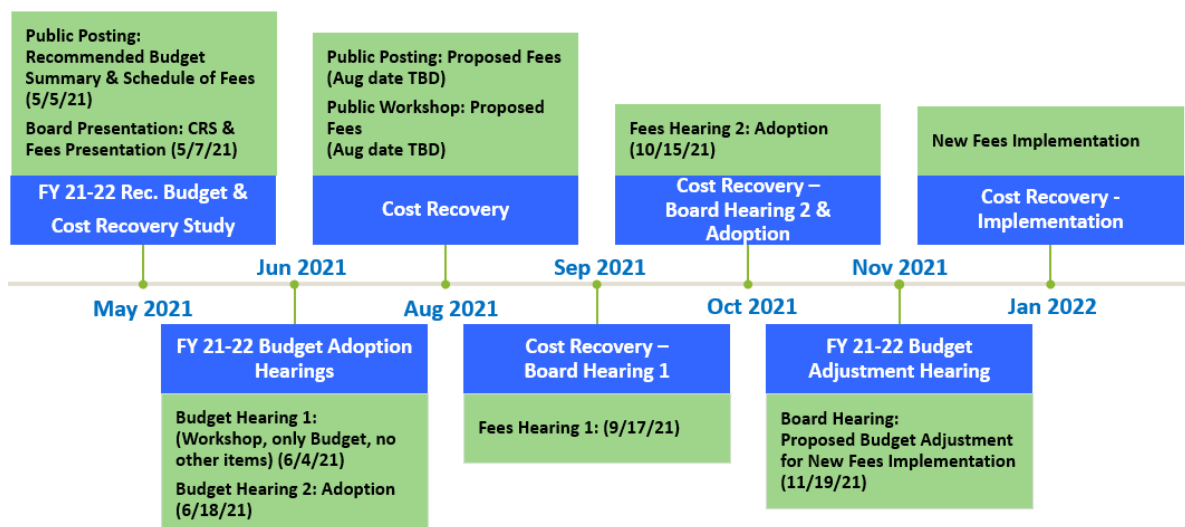 Public Posting:
Recommended Budget
Summary & Schedule of Fees
(5/5/21)
Board Presentation: CRS &
Fees Presentation (5/7/21)
FY 21-22 Rec. Budget &
Cost Recovery Study
May 2021
Jun 2021
FY 21-22 Budget Adoption
Hearings
Budget Hearing 1:
(Workshop, only Budget, no
other items) (6/4/21)
Budget Hearing 2: Adoption
(6/18/21)
Public Posting: Proposed Fees
(Aug date TBD)
Public Workshop: Proposed
Fees
(Aug date TBD)
Cost Recovery
Aug 2021
Sep 2021
Cost Recovery –
Board Hearing 1
Fees Hearing 1: (9/17/21)
Fees Hearing 2: Adoption
(10/15/21)
Cost Recovery –
Board Hearing 2 &
Adoption
Oct 2021
Nov 2021
FY 21-22 Budget
Adjustment Hearing
Board Hearing:
Proposed Budget Adjustment
for New Fees Implementation
(11/19/21)
New Fees Implementation
Cost Recovery -
Implementation
Jan 2022